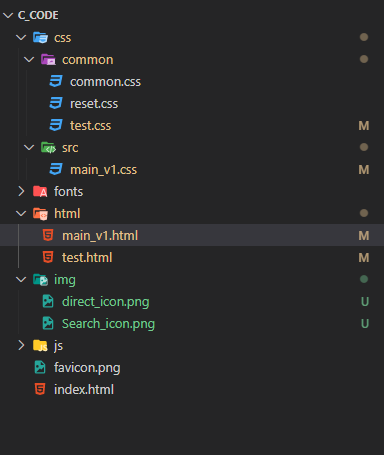 C_CODE
css
common
common.css
reset.css
test.css M
src
main_v1.css M
fonts
html
main_v1.html M
test.html M
img
direct_icon.png U
Search_icon.png U
js
favicon.png
index.html